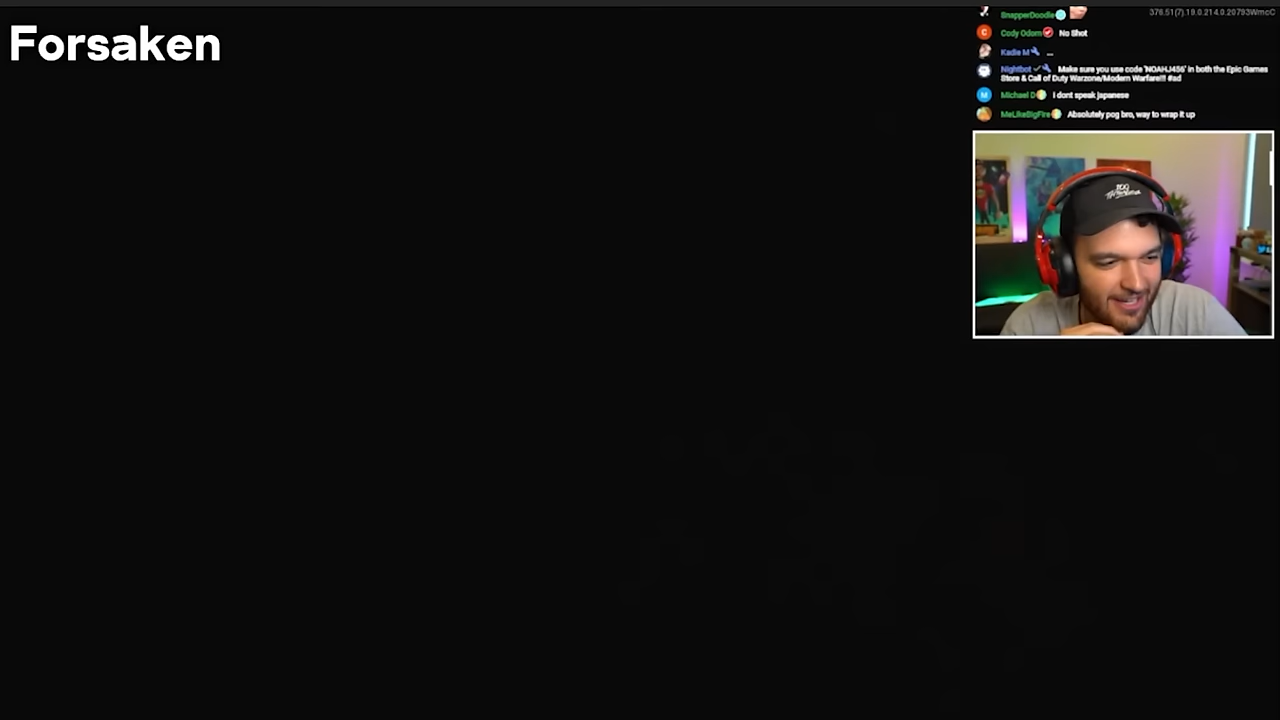 Forsaken
SnapperDoodle
Cody Odom No Shot
Kadie M ...
Nightbot Make sure you use code 'NOAHJ456' in both the Epic Games
Store & Call of Duty Warzone/Modern Warfare!!! #ad
Michael D i dont speak japanese
MeLikeBigFire Absolutely pog bro, way to wrap it up
100